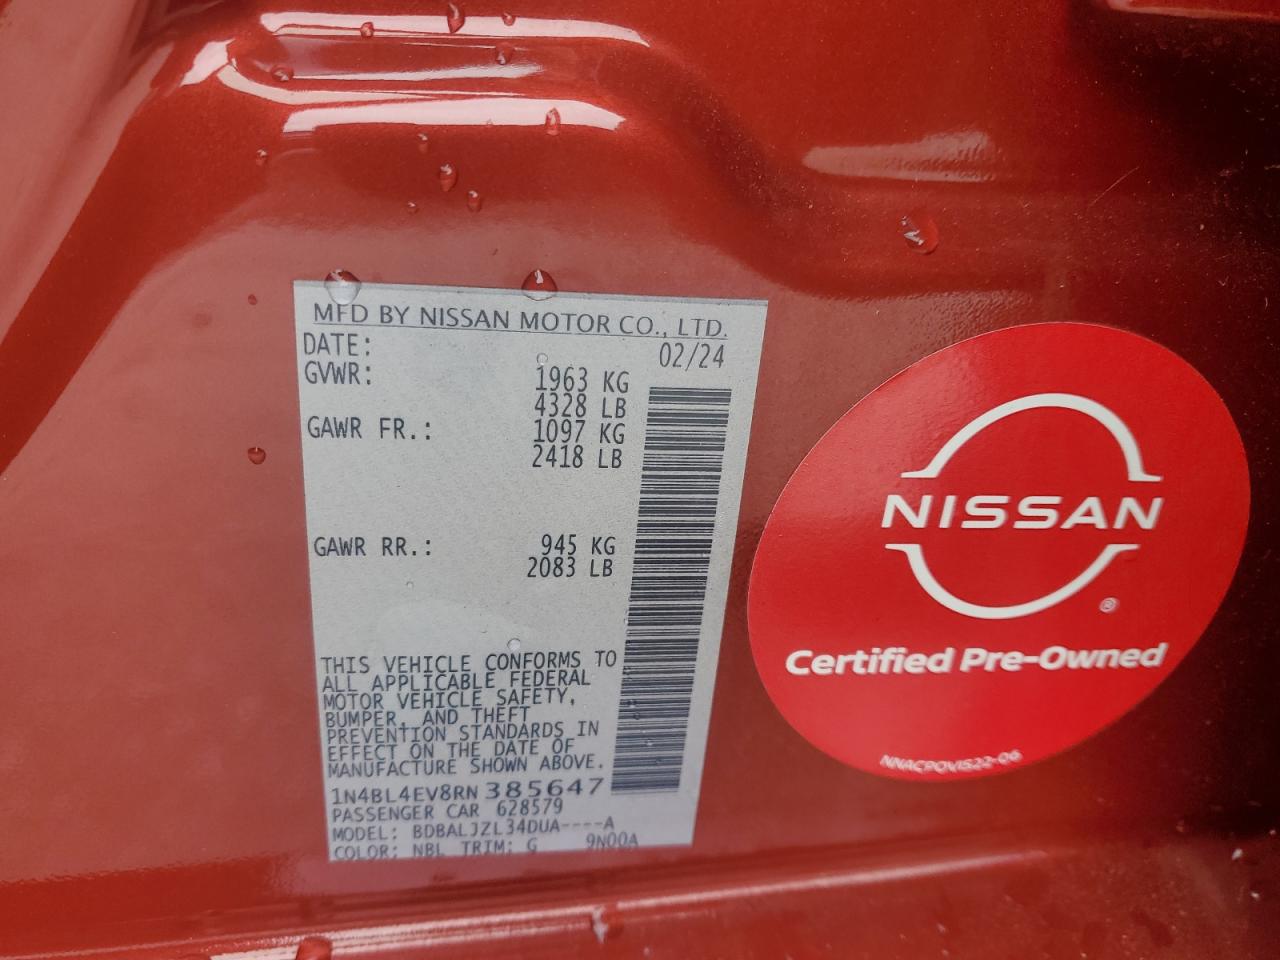 MFD BY NISSAN MOTOR CO., LTD.
DATE: 02/24
GVWR: 1963 KG
4328 LB
GAWR FR.: 1097 KG
2418 LB
GAWR RR.: 945 KG
2083 LB
THIS VEHICLE CONFORMS TO
ALL APPLICABLE FEDERAL
MOTOR VEHICLE SAFETY,
BUMPER, AND THEFT
PREVENTION STANDARDS IN
EFFECT ON THE DATE OF
MANUFACTURE SHOWN ABOVE.
1N4BL4EV8RN 385647
PASSENGER CAR 628579
MODEL: BDBALJZL34DUA----A
COLOR: NBL TRIM: G 9N00A
NISSAN
®
Certified Pre-Owned
NNACPOVIS22-06